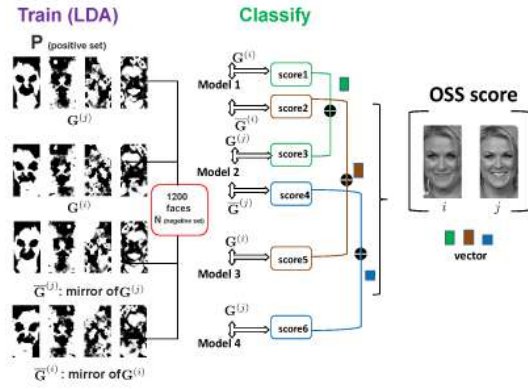 Train (LDA)
Classify
P (positive set)
G^(j)
G^(i)
G̅^(j): mirror of G^(j)
G̅^(i): mirror of G^(i)
1200
faces
N (negative set)
G^(i)
Model 1
score1
score2
G̅^(i)
G^(j)
score3
Model 2
score4
G̅^(j)
G^(i)
score5
Model 3
G^(j)
score6
Model 4
OSS score
i j
vector